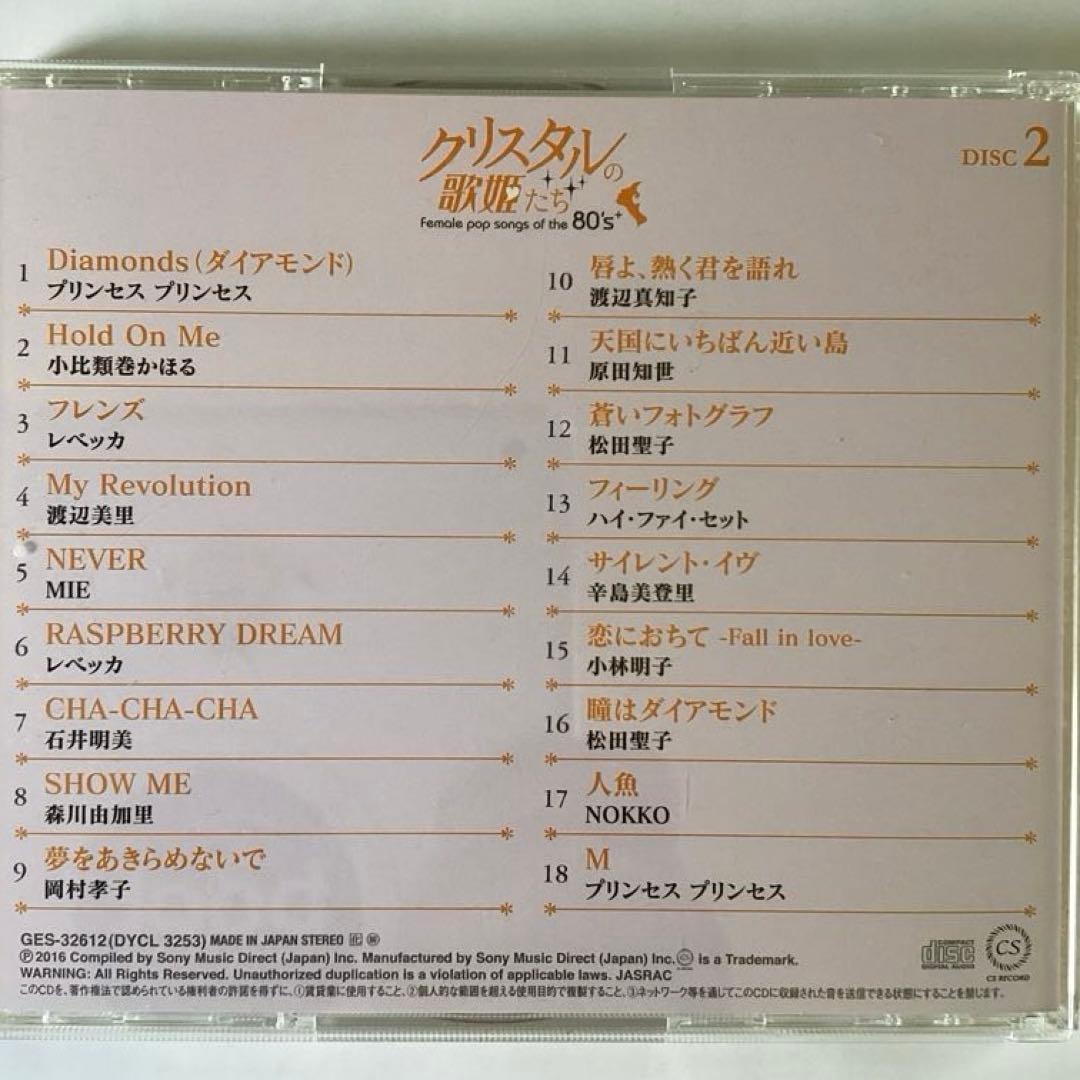 クリスタルの
歌姫たち
Female pop songs of the 80's
DISC 2
1 Diamonds(ダイアモンド)
プリンセス プリンセス
2 Hold On Me
小比類巻かほる
3 フレンズ
レベッカ
4 My Revolution
渡辺美里
5 NEVER
MIE
6 RASPBERRY DREAM
レベッカ
7 CHA-CHA-CHA
石井明美
8 SHOW ME
森川由加里
9 夢をあきらめないで
岡村孝子
10 唇よ、熱く君を語れ
渡辺真知子
11 天国にいちばん近い島
原田知世
12 蒼いフォトグラフ
松田聖子
13 フィーリング
ハイ・ファイ・セット
14 サイレント・イヴ
辛島美登里
15 恋におちて -Fall in love-
小林明子
16 瞳はダイアモンド
松田聖子
17 人魚
NOKKO
18 M
プリンセス プリンセス
GES-32612(DYCL 3253) MADE IN JAPAN STEREO
Ⓟ2016 Compiled by Sony Music Direct (Japan) Inc. Manufactured by Sony Music Direct (Japan) Inc. is a Trademark.
WARNING: All Rights Reserved. Unauthorized duplication is a violation of applicable laws. JASRAC
このCDを、著作権法で認められている権利者の許諾を得ずに、①賃貸業に使用すること、②個人的な範囲を超える使用目的で複製すること、③ネットワーク等を通じてこのCDに収録された音を送信できる状態にすることを禁じます。
COMPACT
disc
DIGITAL AUDIO
CS
CS RECORD